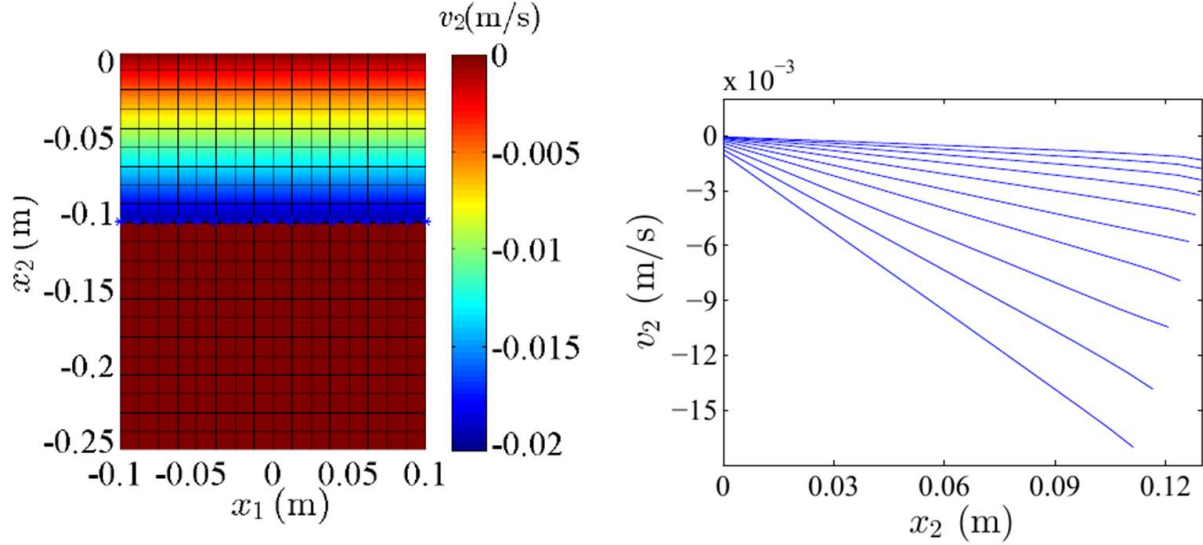 v₂(m/s)
0
-0.05
-0.1
-0.15
-0.2
-0.25
x₂ (m)
-0.1 -0.05 0 0.05 0.1
x₁ (m)
0
-0.005
-0.01
-0.015
-0.02
x 10⁻³
0
−3
−6
−9
−12
−15
v₂ (m/s)
0 0.03 0.06 0.09 0.12
x₂ (m)